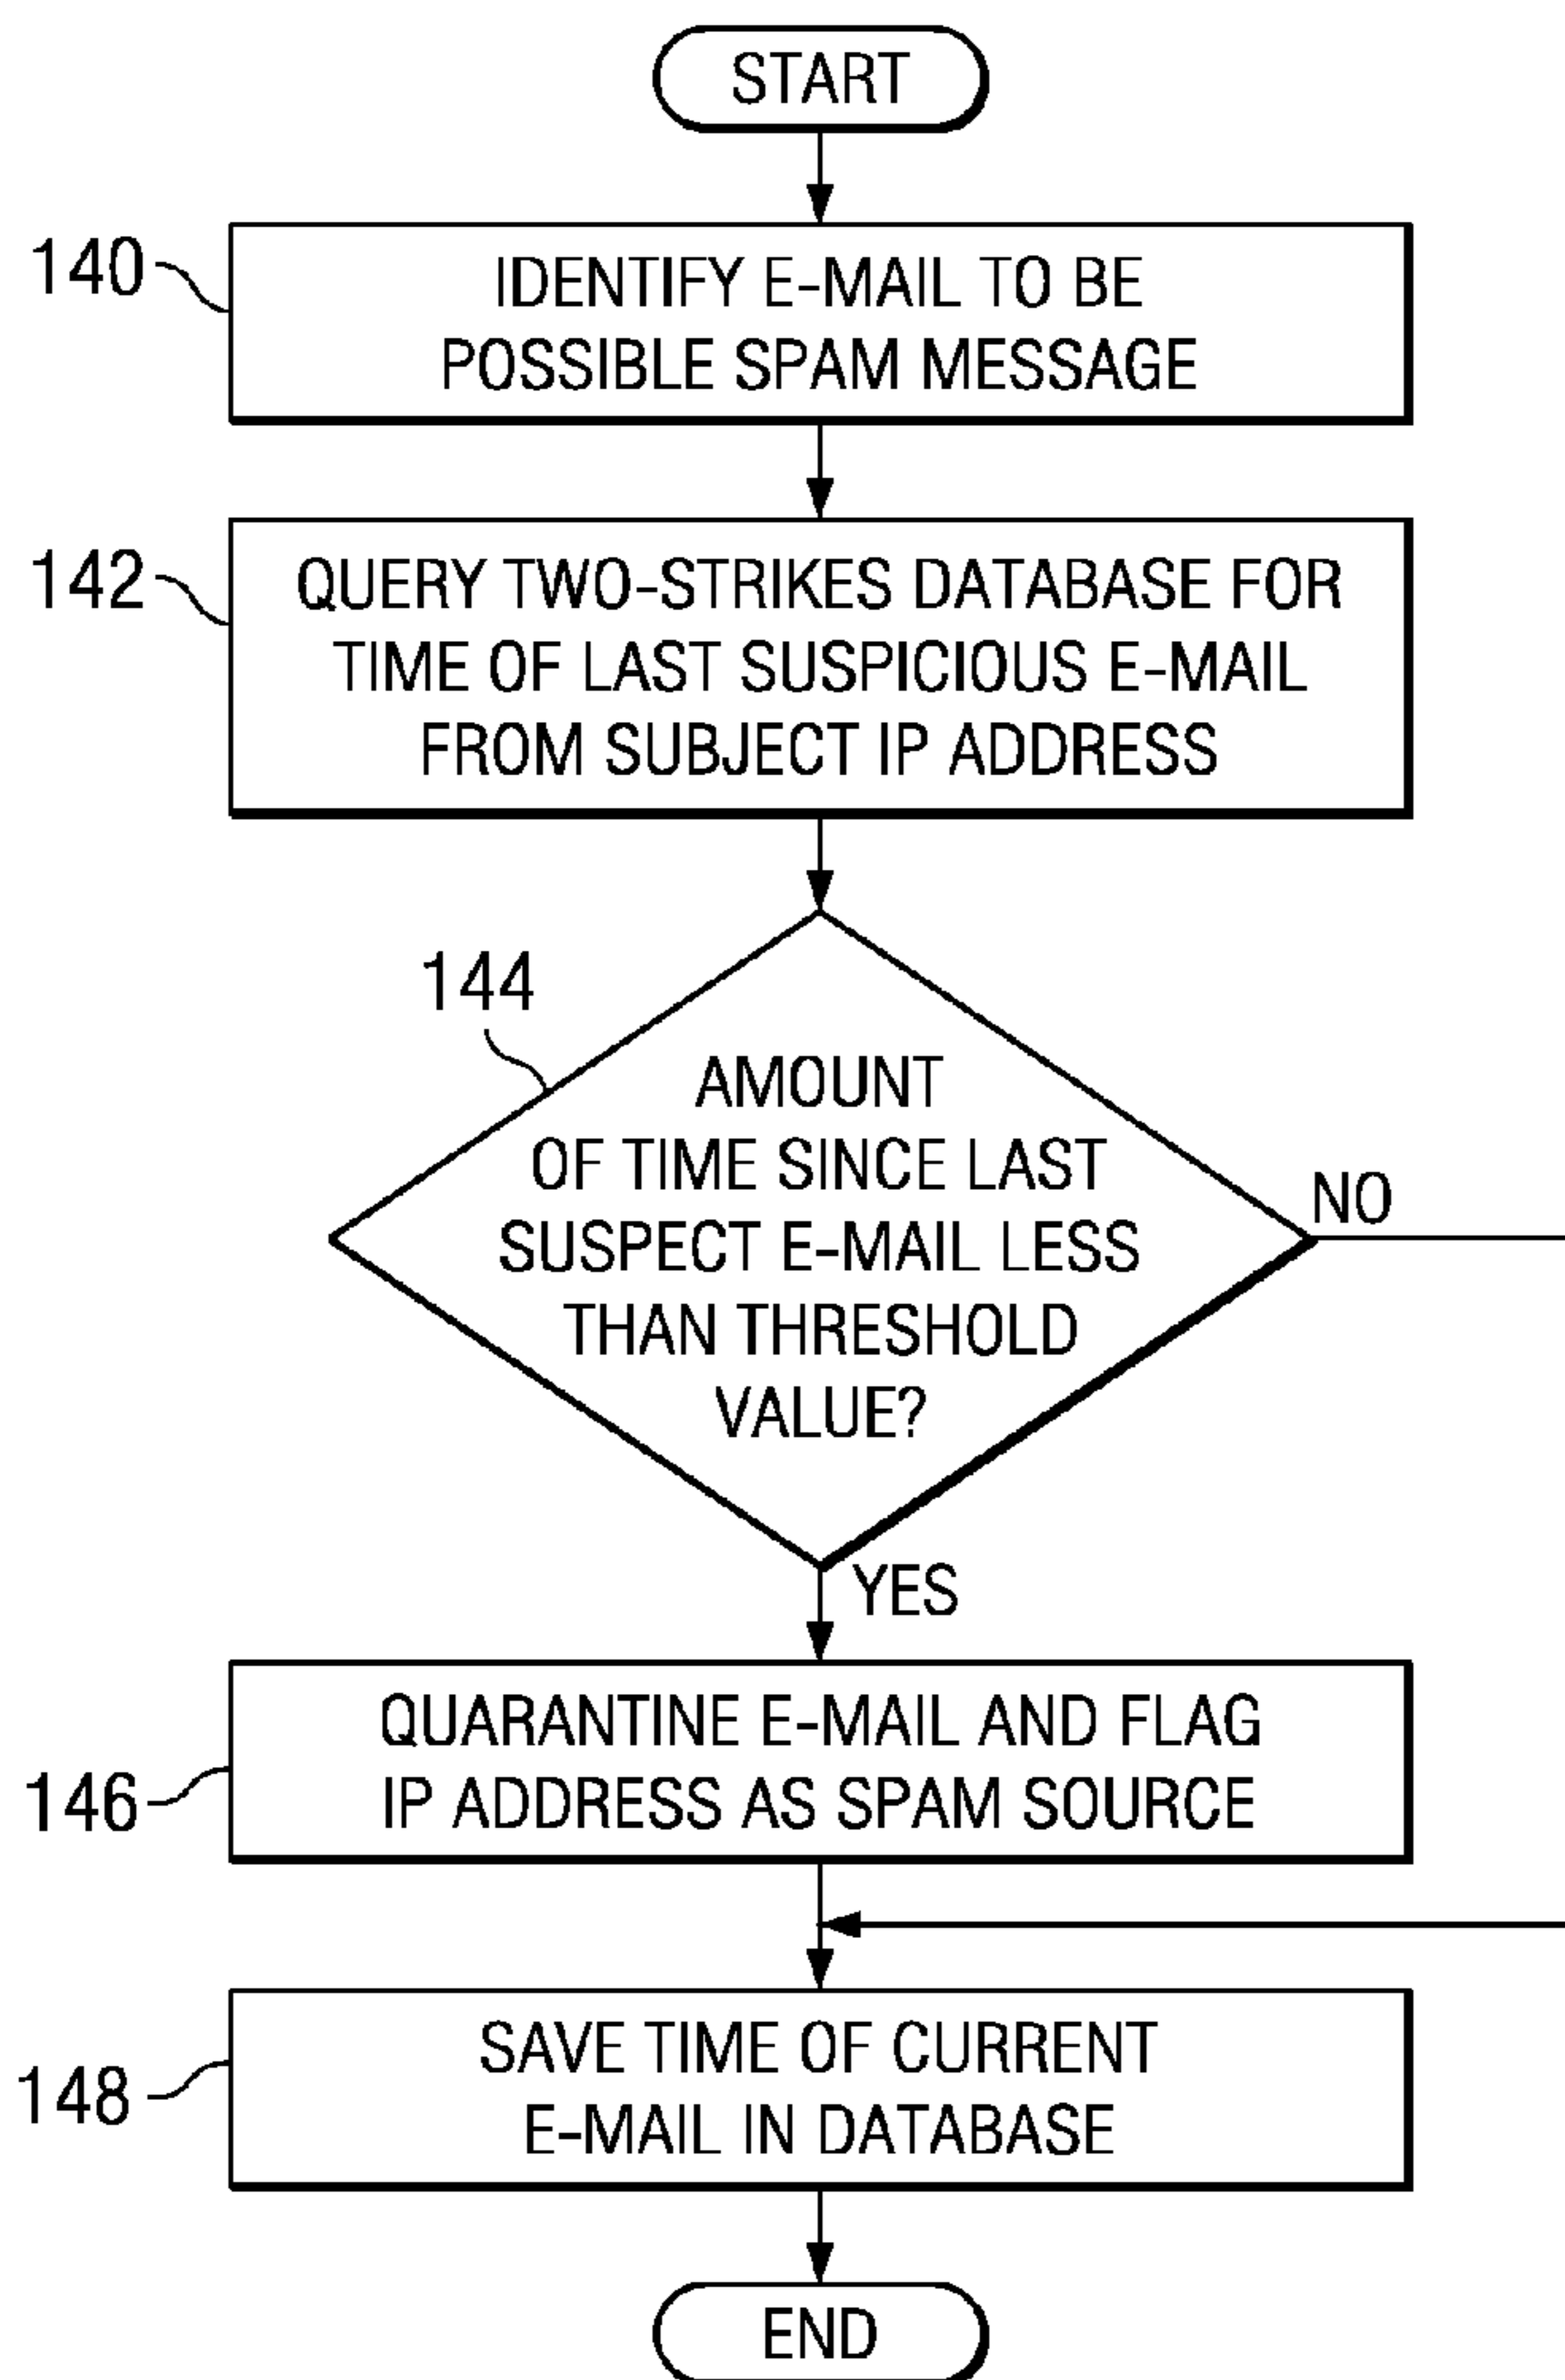 START
140
IDENTIFY E-MAIL TO BE
POSSIBLE SPAM MESSAGE
142
QUERY TWO-STRIKES DATABASE FOR
TIME OF LAST SUSPICIOUS E-MAIL
FROM SUBJECT IP ADDRESS
144
AMOUNT
OF TIME SINCE LAST
SUSPECT E-MAIL LESS
THAN THRESHOLD
VALUE?
NO
YES
146
QUARANTINE E-MAIL AND FLAG
IP ADDRESS AS SPAM SOURCE
148
SAVE TIME OF CURRENT
E-MAIL IN DATABASE
END